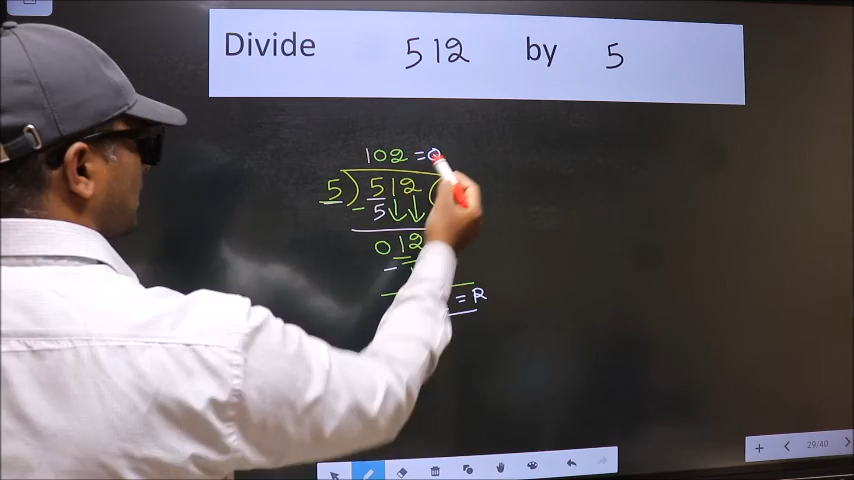 Divide 512 by 5
102 =
5) 512 (
5
012
-
= R
29/40